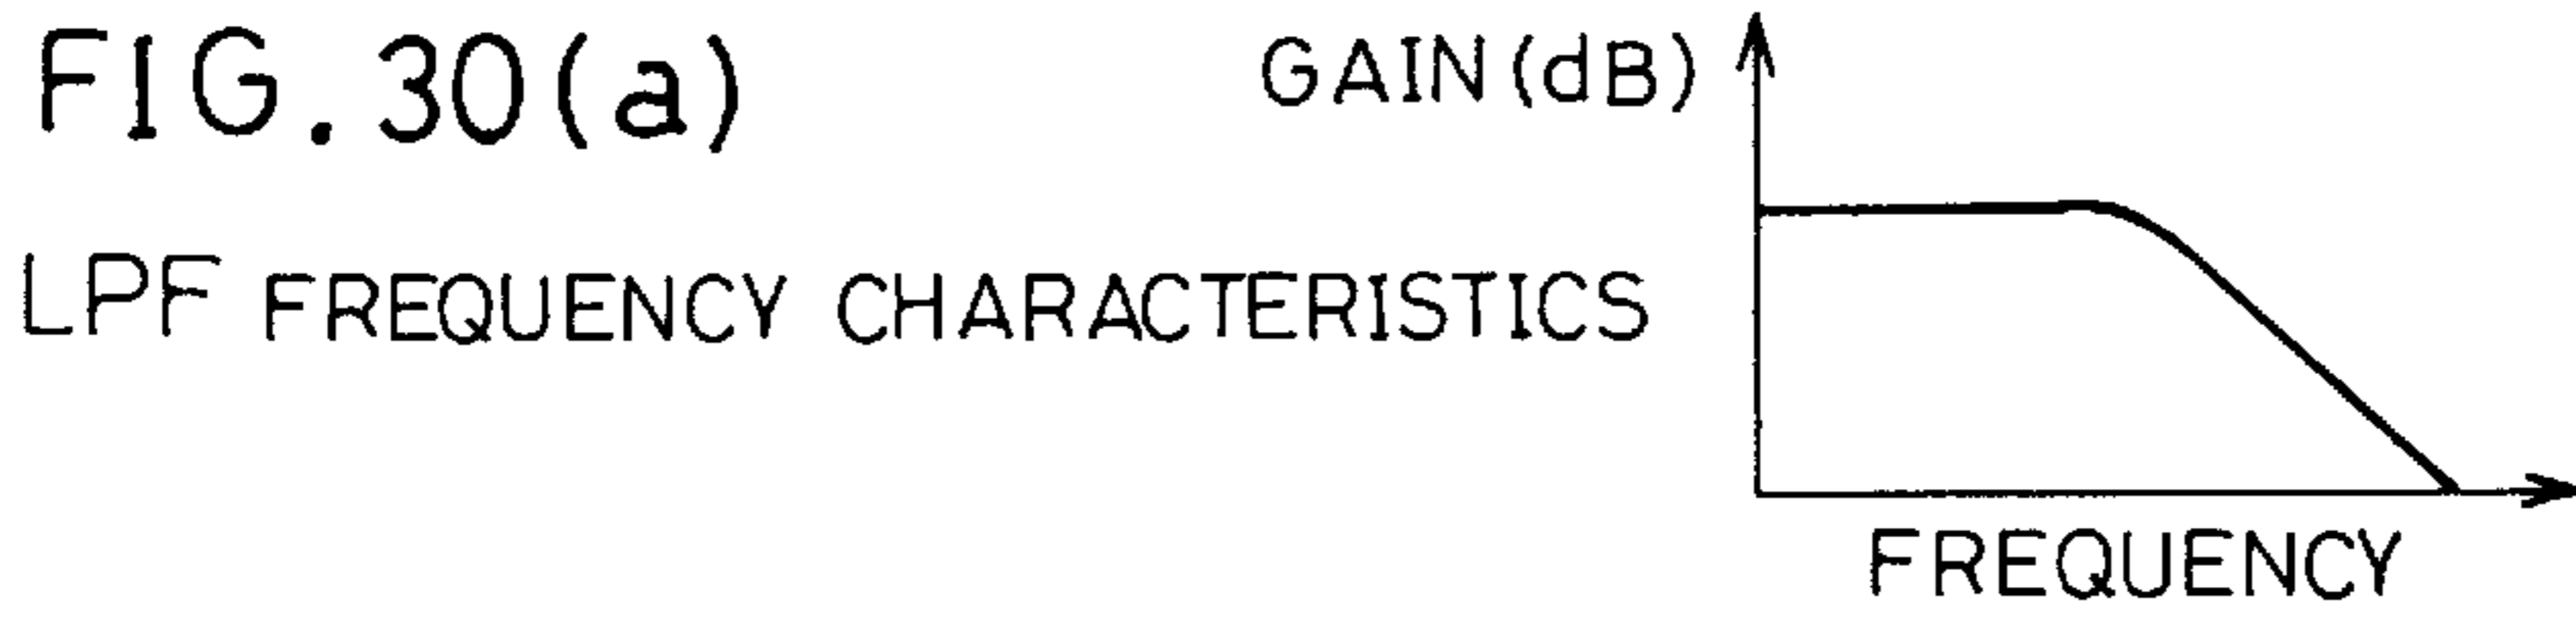 FIG. 30(a)
GAIN(dB)
LPF FREQUENCY CHARACTERISTICS
FREQUENCY